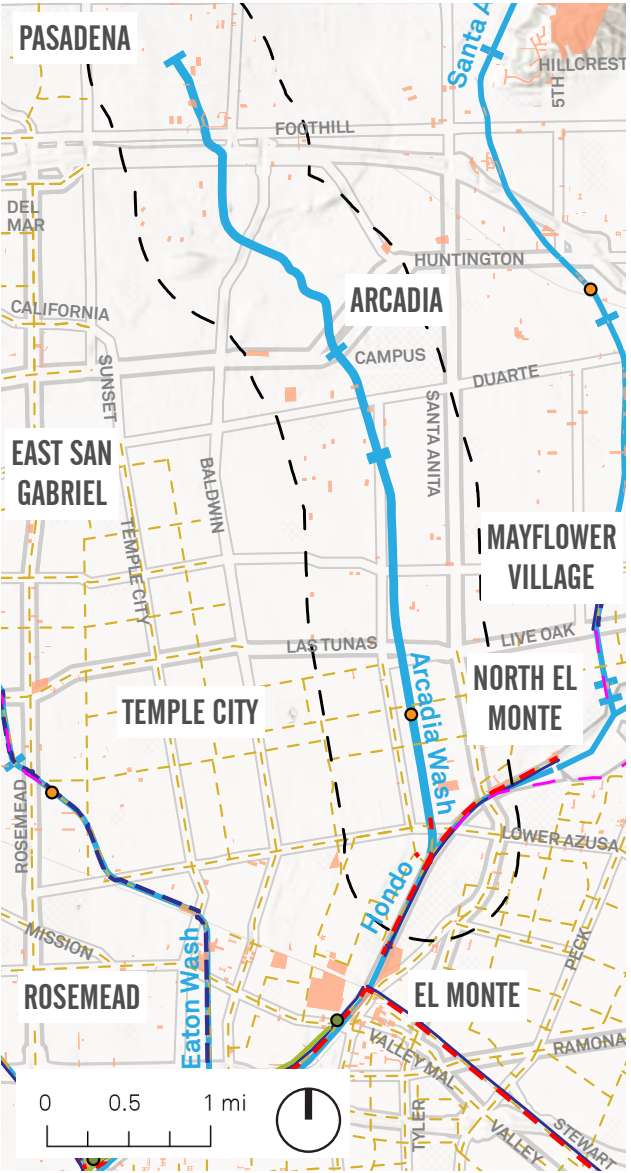 PASADENA
Santa A
HILLCREST
5TH
FOOTHILL
DEL
MAR
HUNTINGTON
ARCADIA
CALIFORNIA
CAMPUS
SUNSET
DUARTE
SANTA ANITA
EAST SAN
GABRIEL
BALDWIN
TEMPLE CITY
MAYFLOWER
VILLAGE
LIVE OAK
LAS TUNAS
Arcadia Wash
NORTH EL
MONTE
TEMPLE CITY
ROSEMEAD
LOWER AZUSA
Hondo
MISSION
PECK
Eaton Wash
ROSEMEAD
EL MONTE
VALLEY MAL
RAMONA
TYLER
VALLEY
STEWART
0 0.5 1 mi